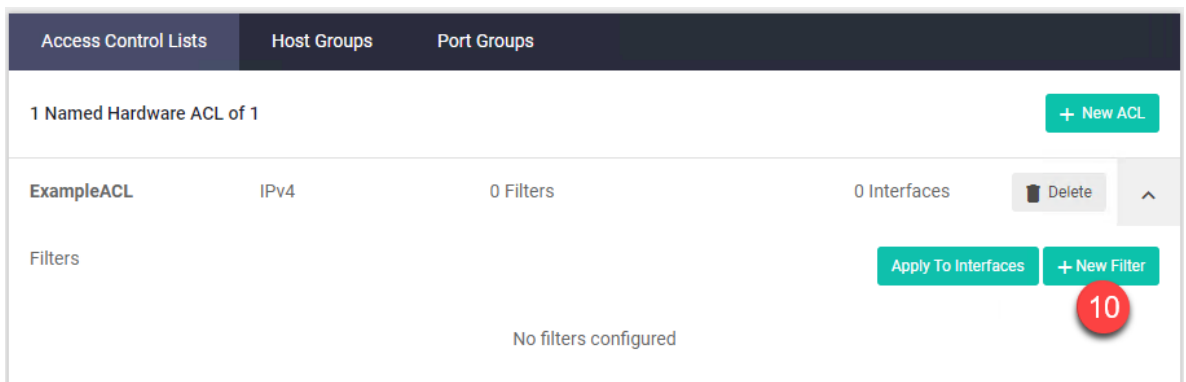 Access Control Lists Host Groups Port Groups
1 Named Hardware ACL of 1 + New ACL
ExampleACL IPv4 0 Filters 0 Interfaces Delete
Filters Apply To Interfaces + New Filter
10
No filters configured